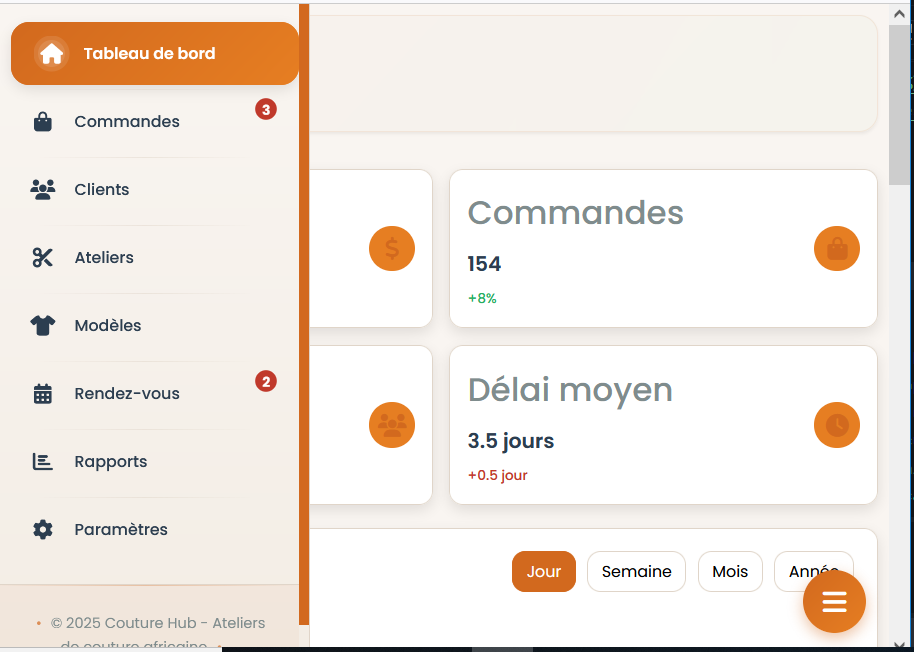 Tableau de bord
Commandes
3
Clients
Ateliers
Modèles
Rendez-vous
2
Rapports
Paramètres
© 2025 Couture Hub - Ateliers
de couture africaine
$
Commandes
154
+8%
Délai moyen
3.5 jours
+0.5 jour
Jour
Semaine
Mois
Année